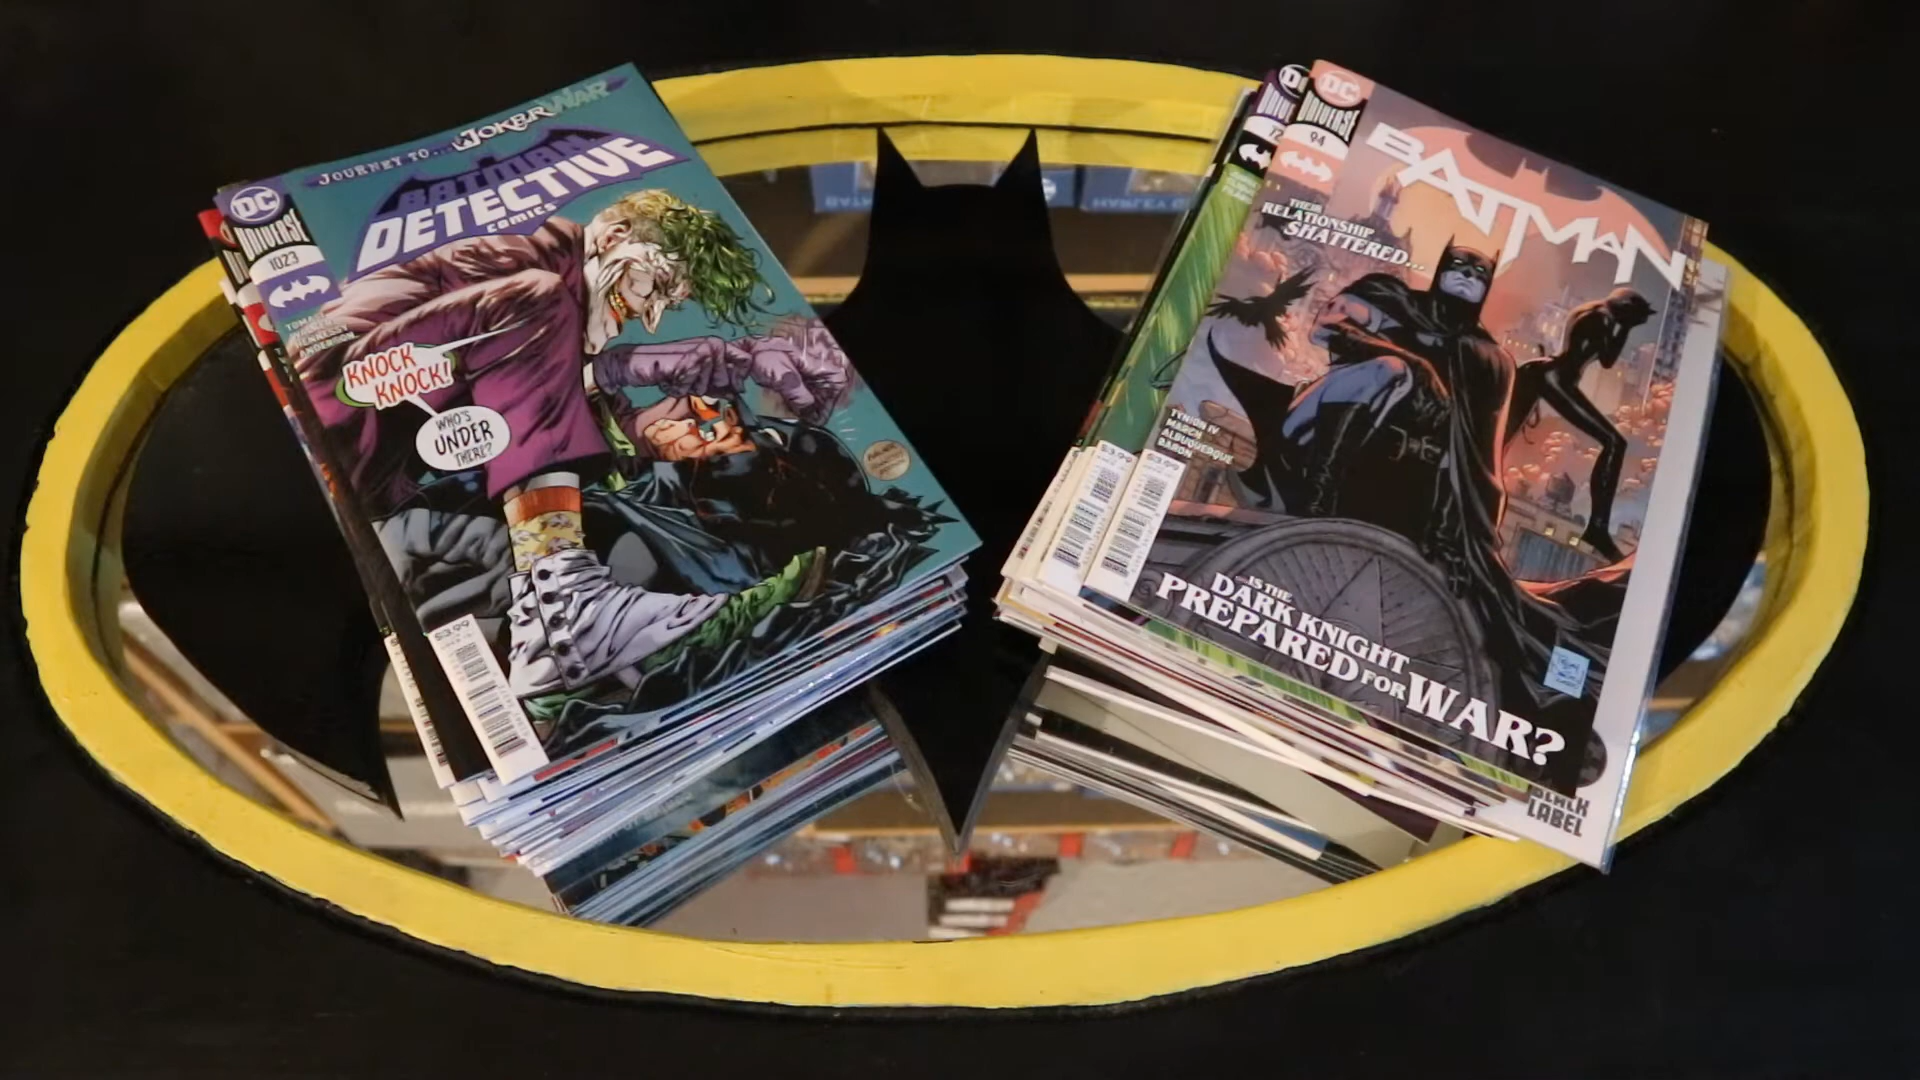 JOURNEY TO... JOKER WAR
BATMAN
DETECTIVE
COMICS
DC
UNIVERSE
1023
HENNESSY
ANDERSON
KNOCK
KNOCK!
WHO'S
UNDER
THERE?
$3.99
DC
UNIVERSE
94
BATMAN
THEIR
RELATIONSHIP
SHATTERED...
TYNION IV
MARCH
ALBUQUERQUE
BARON
$3.99
$3.99
IS THE
DARK KNIGHT
PREPARED
FOR WAR?
BLACK
LABEL